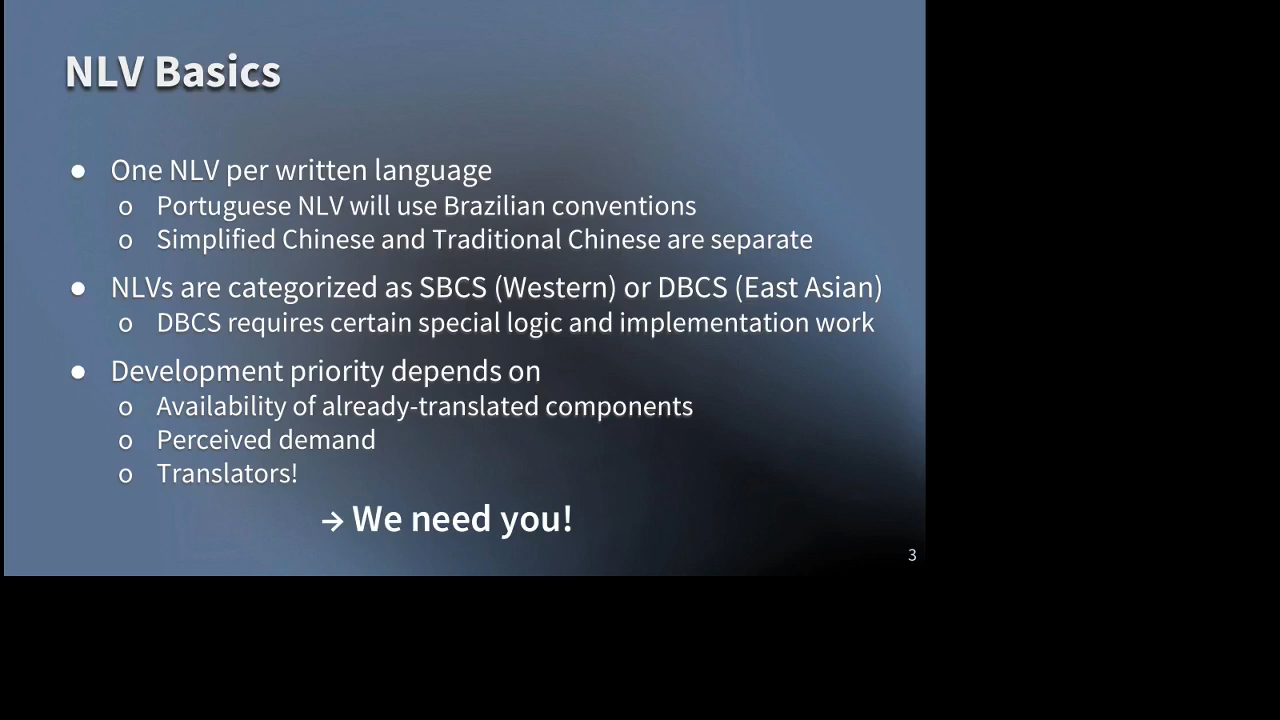 NLV Basics
● One NLV per written language
o Portuguese NLV will use Brazilian conventions
o Simplified Chinese and Traditional Chinese are separate
● NLVs are categorized as SBCS (Western) or DBCS (East Asian)
o DBCS requires certain special logic and implementation work
● Development priority depends on
o Availability of already-translated components
o Perceived demand
o Translators!
→ We need you!
3